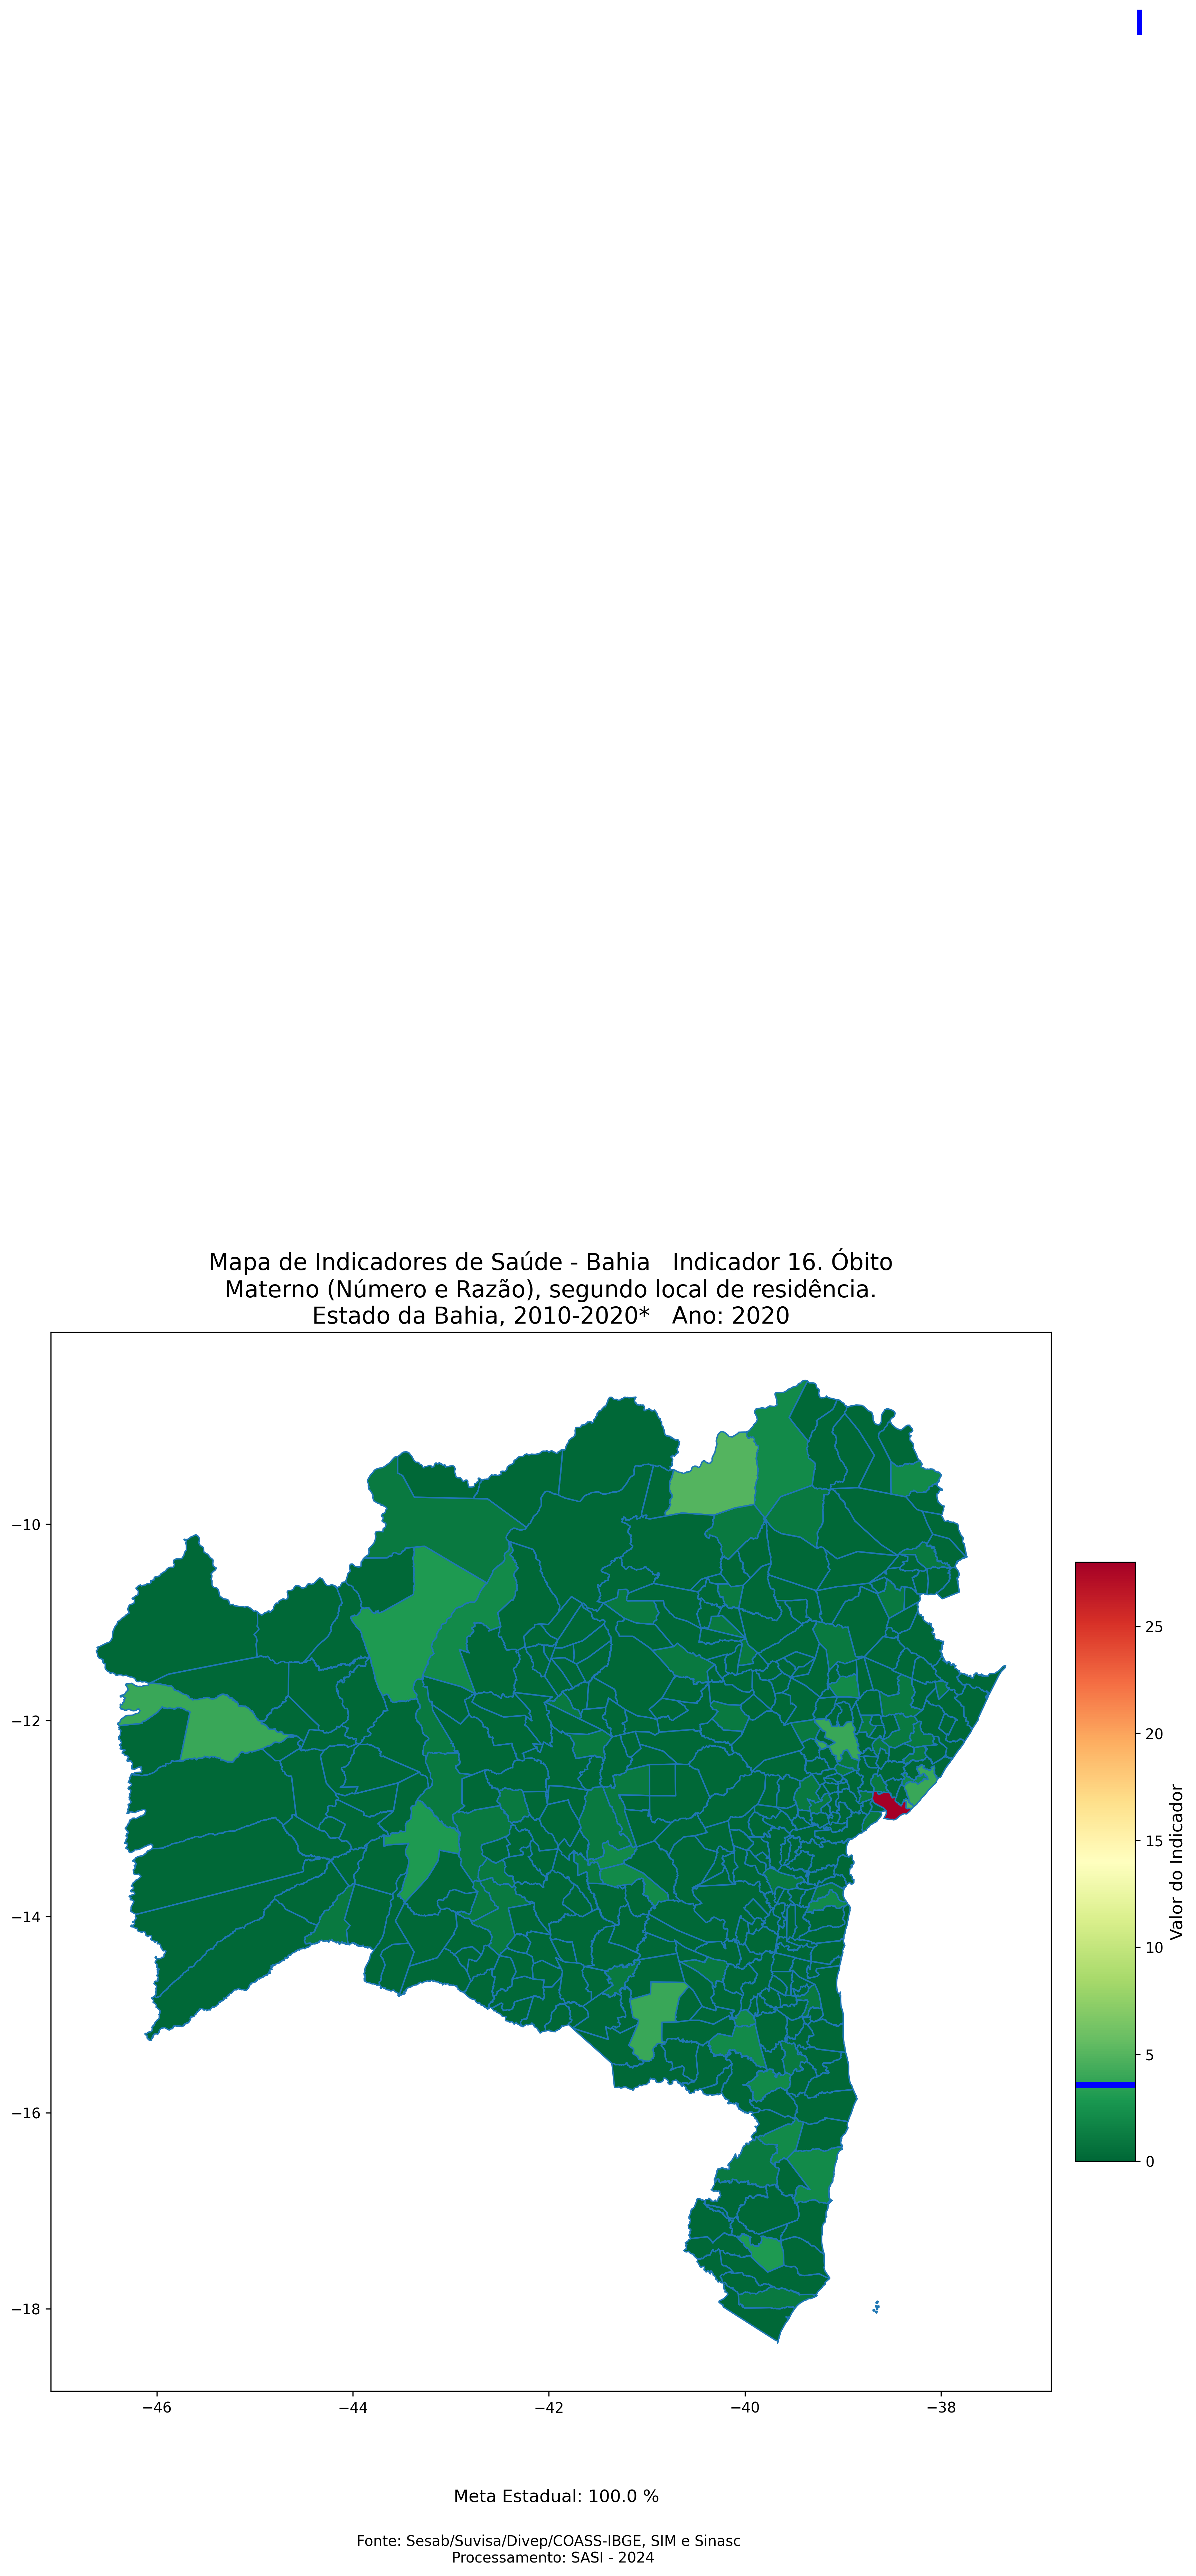 Mapa de Indicadores de Saúde - Bahia   Indicador 16. Óbito
Materno (Número e Razão), segundo local de residência.
Estado da Bahia, 2010-2020*   Ano: 2020
−10
−12
−14
−16
−18
−46
−44
−42
−40
−38
25
20
15
10
5
0
Valor do Indicador
Meta Estadual: 100.0 %
Fonte: Sesab/Suvisa/Divep/COASS-IBGE, SIM e Sinasc
Processamento: SASI - 2024